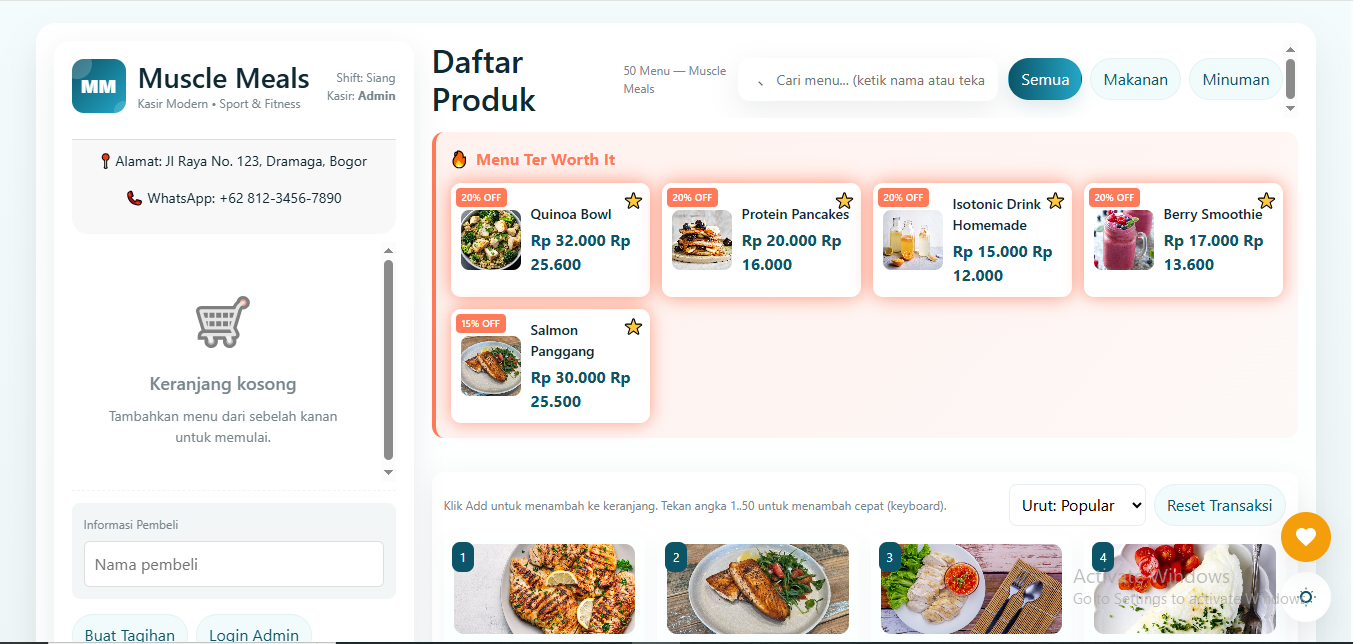 MM
Muscle Meals
Kasir Modern • Sport & Fitness
Shift: Siang
Kasir: Admin
Alamat: Jl Raya No. 123, Dramaga, Bogor
WhatsApp: +62 812-3456-7890
Keranjang kosong
Tambahkan menu dari sebelah kanan
untuk memulai.
Informasi Pembeli
Nama pembeli
Buat Tagihan
Login Admin
Daftar
Produk
50 Menu — Muscle
Meals
Cari menu... (ketik nama atau teka
Semua
Makanan
Minuman
Menu Ter Worth It
20% OFF
Quinoa Bowl
Rp 32.000 Rp
25.600
20% OFF
Protein Pancakes
Rp 20.000 Rp
16.000
20% OFF
Isotonic Drink
Homemade
Rp 15.000 Rp
12.000
20% OFF
Berry Smoothie
Rp 17.000 Rp
13.600
15% OFF
Salmon
Panggang
Rp 30.000 Rp
25.500
Klik Add untuk menambah ke keranjang. Tekan angka 1..50 untuk menambah cepat (keyboard).
Urut: Popular
Reset Transaksi
1
2
3
4
Activate Windows
Go to Settings to activate Windows.